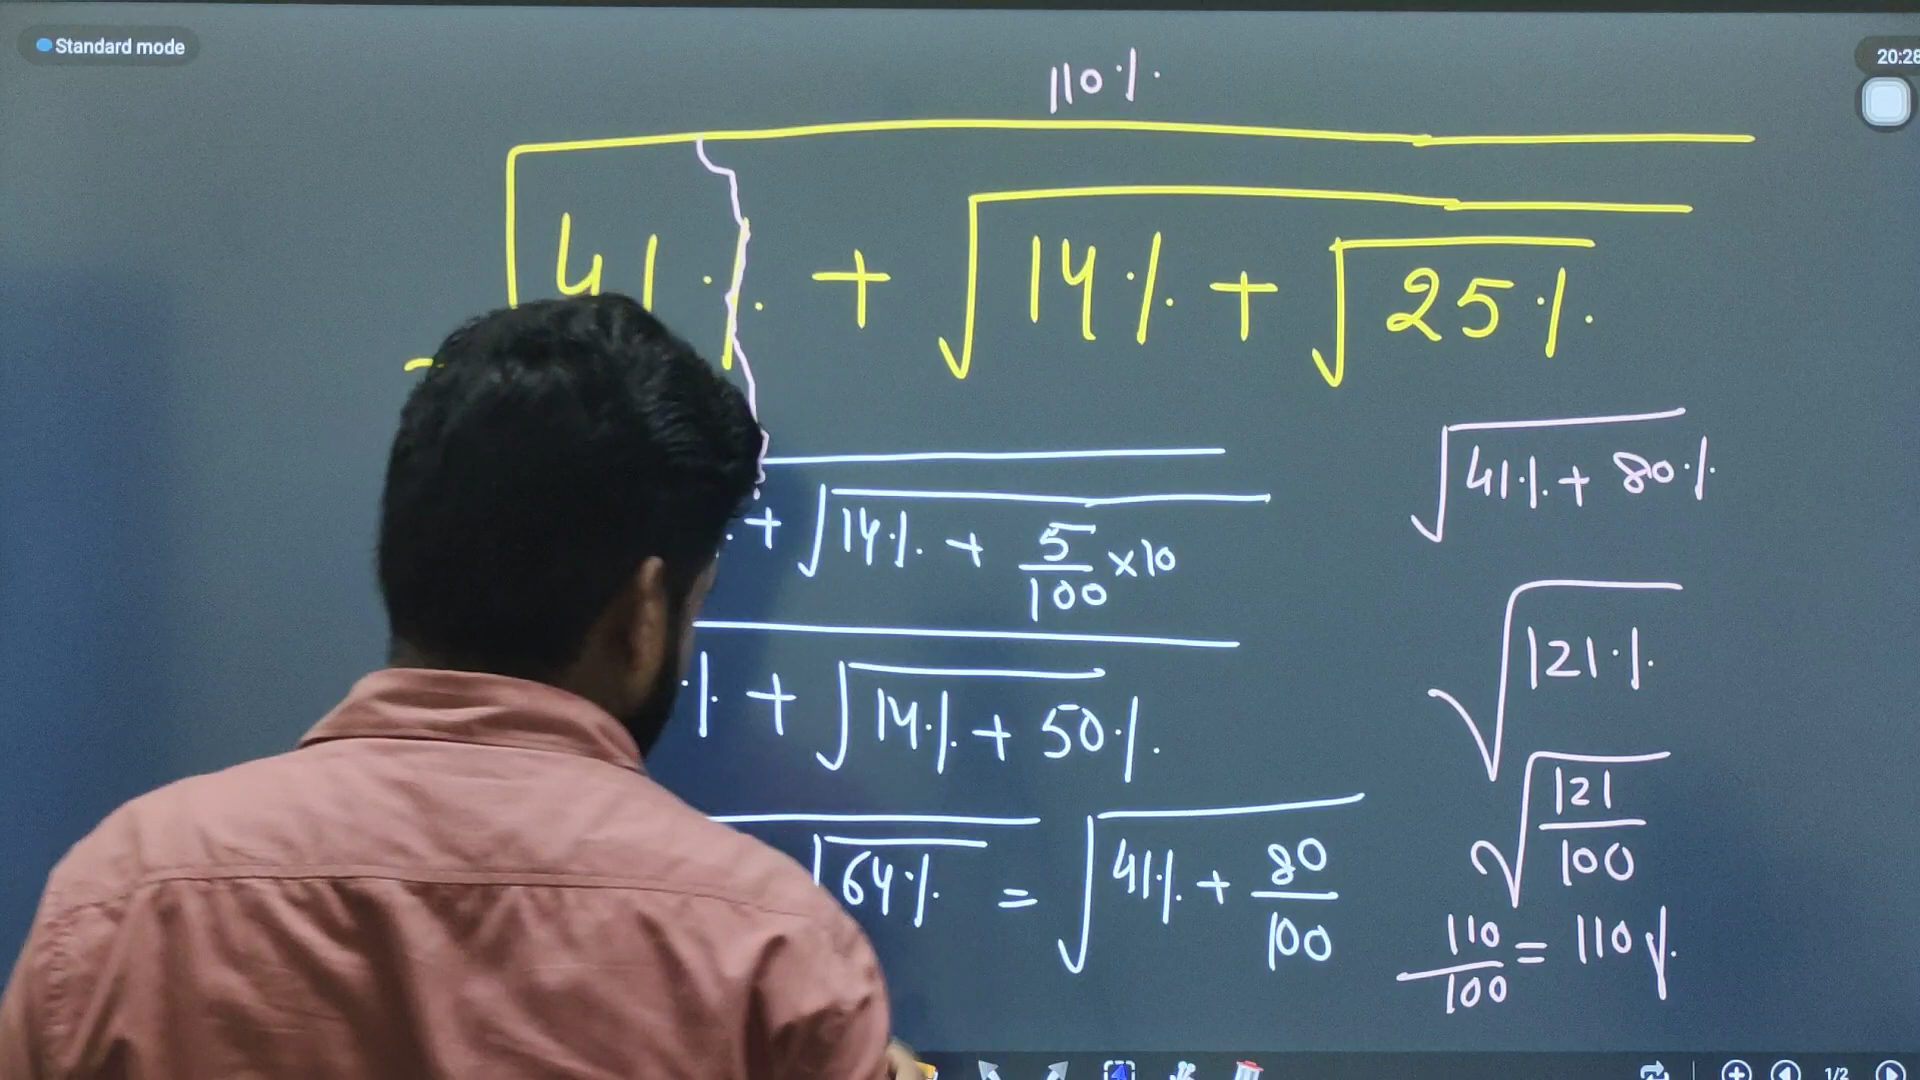 Standard mode
20:28
110%
√41% + √14% + √25%
+ √14% + 5/100 ×10
% + √14% + 50%
√64% = √41% + 80/100
√41% + 80%
√121%
√121/100
110/100 = 110%
1/2